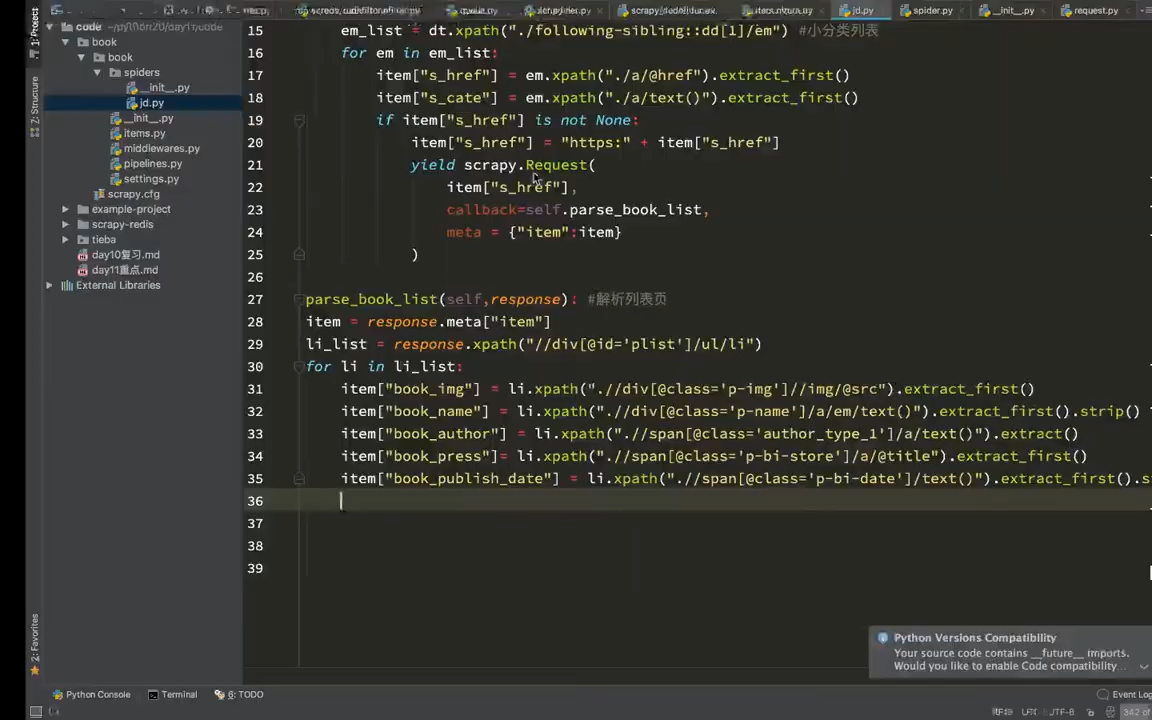 jd.py
spider.py
__init__.py
request.py
1: Project
code
book
book
spiders
__init__.py
jd.py
__init__.py
items.py
middlewares.py
pipelines.py
settings.py
scrapy.cfg
example-project
scrapy-redis
tieba
day10复习.md
day11重点.md
External Libraries
7: Structure
2: Favorites
15 em_list = dt.xpath("./following-sibling::dd[1]/em") #小分类列表
16 for em in em_list:
17 item["s_href"] = em.xpath("./a/@href").extract_first()
18 item["s_cate"] = em.xpath("./a/text()").extract_first()
19 if item["s_href"] is not None:
20 item["s_href"] = "https:" + item["s_href"]
21 yield scrapy.Request(
22 item["s_href"],
23 callback=self.parse_book_list,
24 meta = {"item":item}
25 )
26
27 parse_book_list(self,response): #解析列表页
28 item = response.meta["item"]
29 li_list = response.xpath("//div[@id='plist']/ul/li")
30 for li in li_list:
31 item["book_img"] = li.xpath(".//div[@class='p-img']//img/@src").extract_first()
32 item["book_name"] = li.xpath(".//div[@class='p-name']/a/em/text()").extract_first().strip()
33 item["book_author"] = li.xpath(".//span[@class='author_type_1']/a/text()").extract()
34 item["book_press"]= li.xpath(".//span[@class='p-bi-store']/a/@title").extract_first()
35 item["book_publish_date"] = li.xpath(".//span[@class='p-bi-date']/text()").extract_first().s
36
37
38
39
Python Versions Compatibility
Your source code contains __future__ imports.
Would you like to enable Code compatibility...
Python Console
Terminal
6: TODO
Event Log
UTF-8
342 of